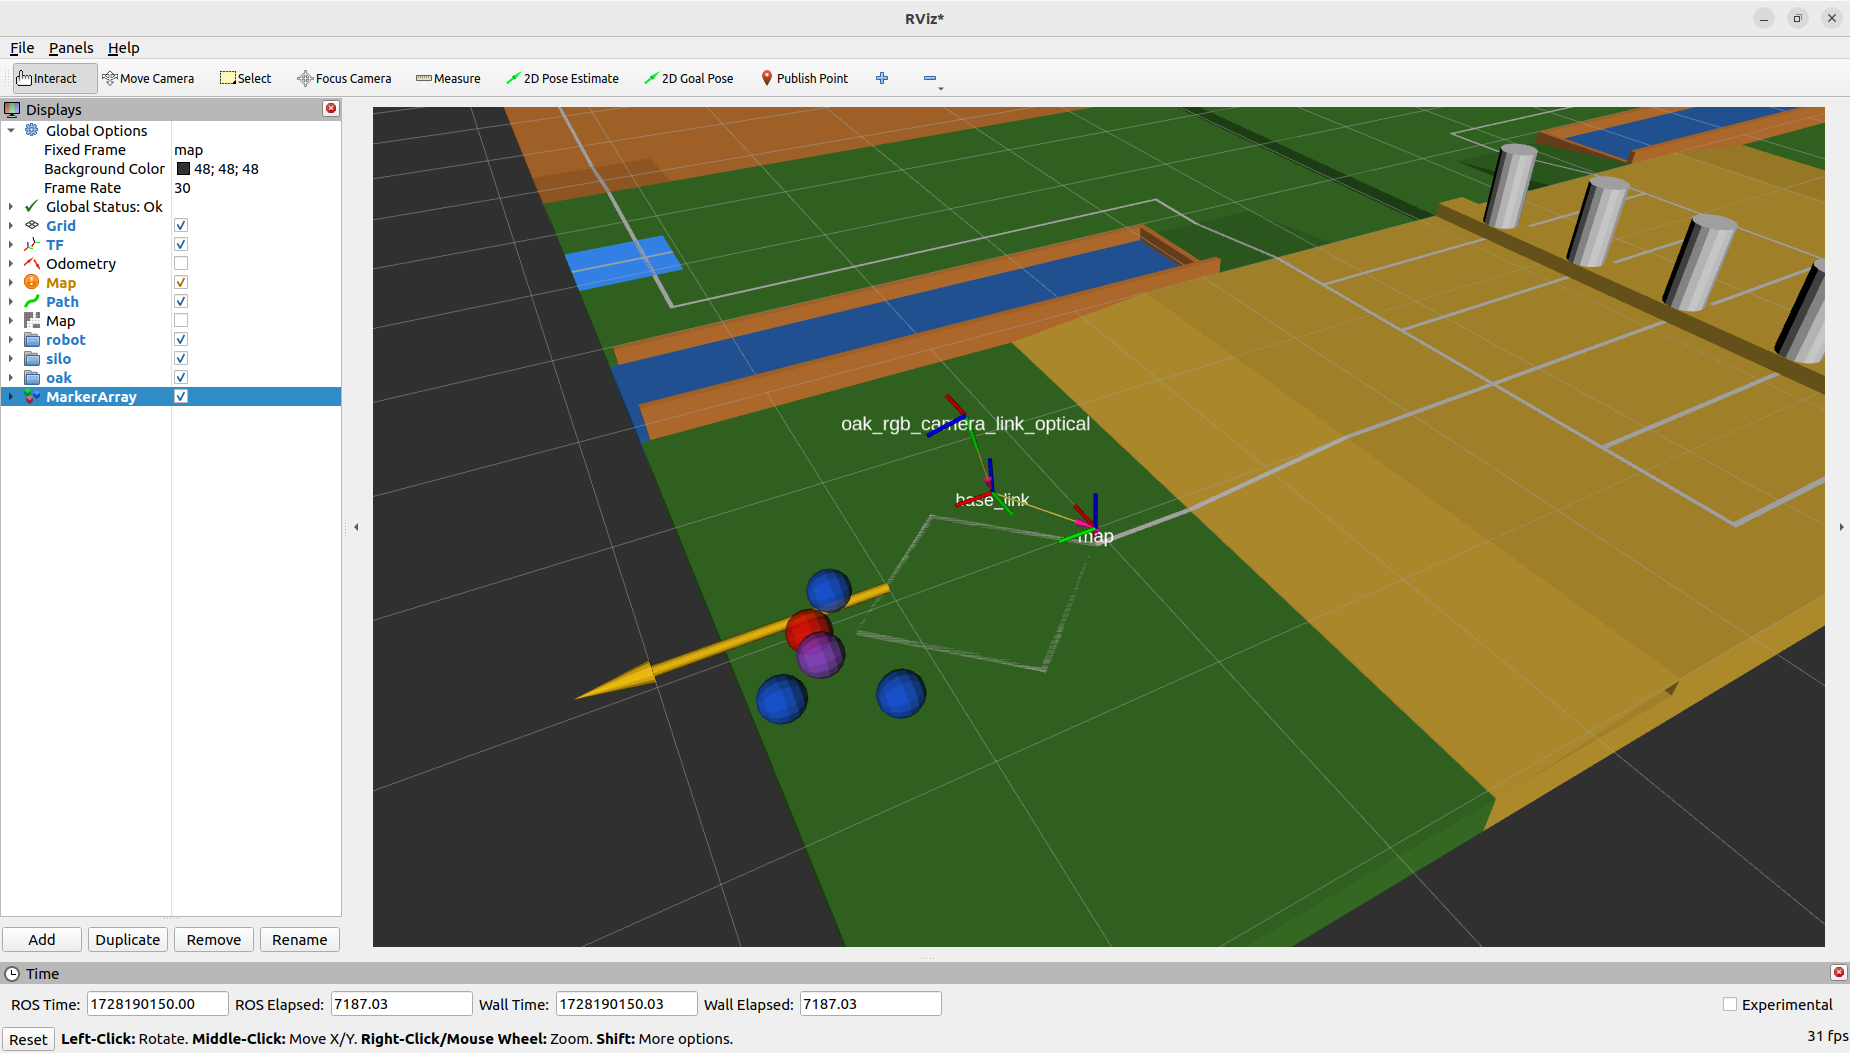 RViz*
File Panels Help
Interact Move Camera Select Focus Camera Measure 2D Pose Estimate 2D Goal Pose Publish Point
Displays
Global Options
Fixed Frame map
Background Color 48; 48; 48
Frame Rate 30
Global Status: Ok
Grid
TF
Odometry
Map
Path
Map
robot
silo
oak
MarkerArray
oak_rgb_camera_link_optical
base_link
map
Add Duplicate Remove Rename
Time
ROS Time: 1728190150.00 ROS Elapsed: 7187.03 Wall Time: 1728190150.03 Wall Elapsed: 7187.03 Experimental
Reset Left-Click: Rotate. Middle-Click: Move X/Y. Right-Click/Mouse Wheel: Zoom. Shift: More options. 31 fps